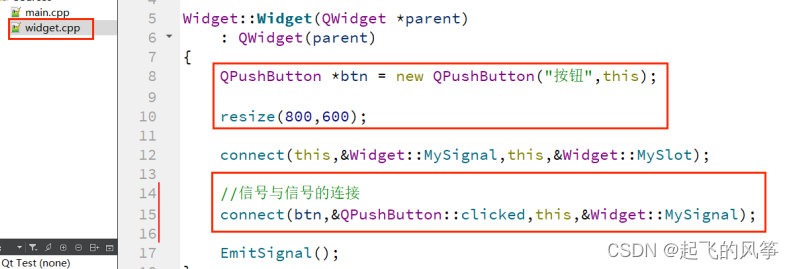 main.cpp
widget.cpp
5 Widget::Widget(QWidget *parent)
6 : QWidget(parent)
7 {
8 QPushButton *btn = new QPushButton("按钮",this);
9
10 resize(800,600);
11
12 connect(this,&Widget::MySignal,this,&Widget::MySlot);
13
14 //信号与信号的连接
15 connect(btn,&QPushButton::clicked,this,&Widget::MySignal);
16
17 EmitSignal();
Qt Test (none)
CSDN @起飞的风筝